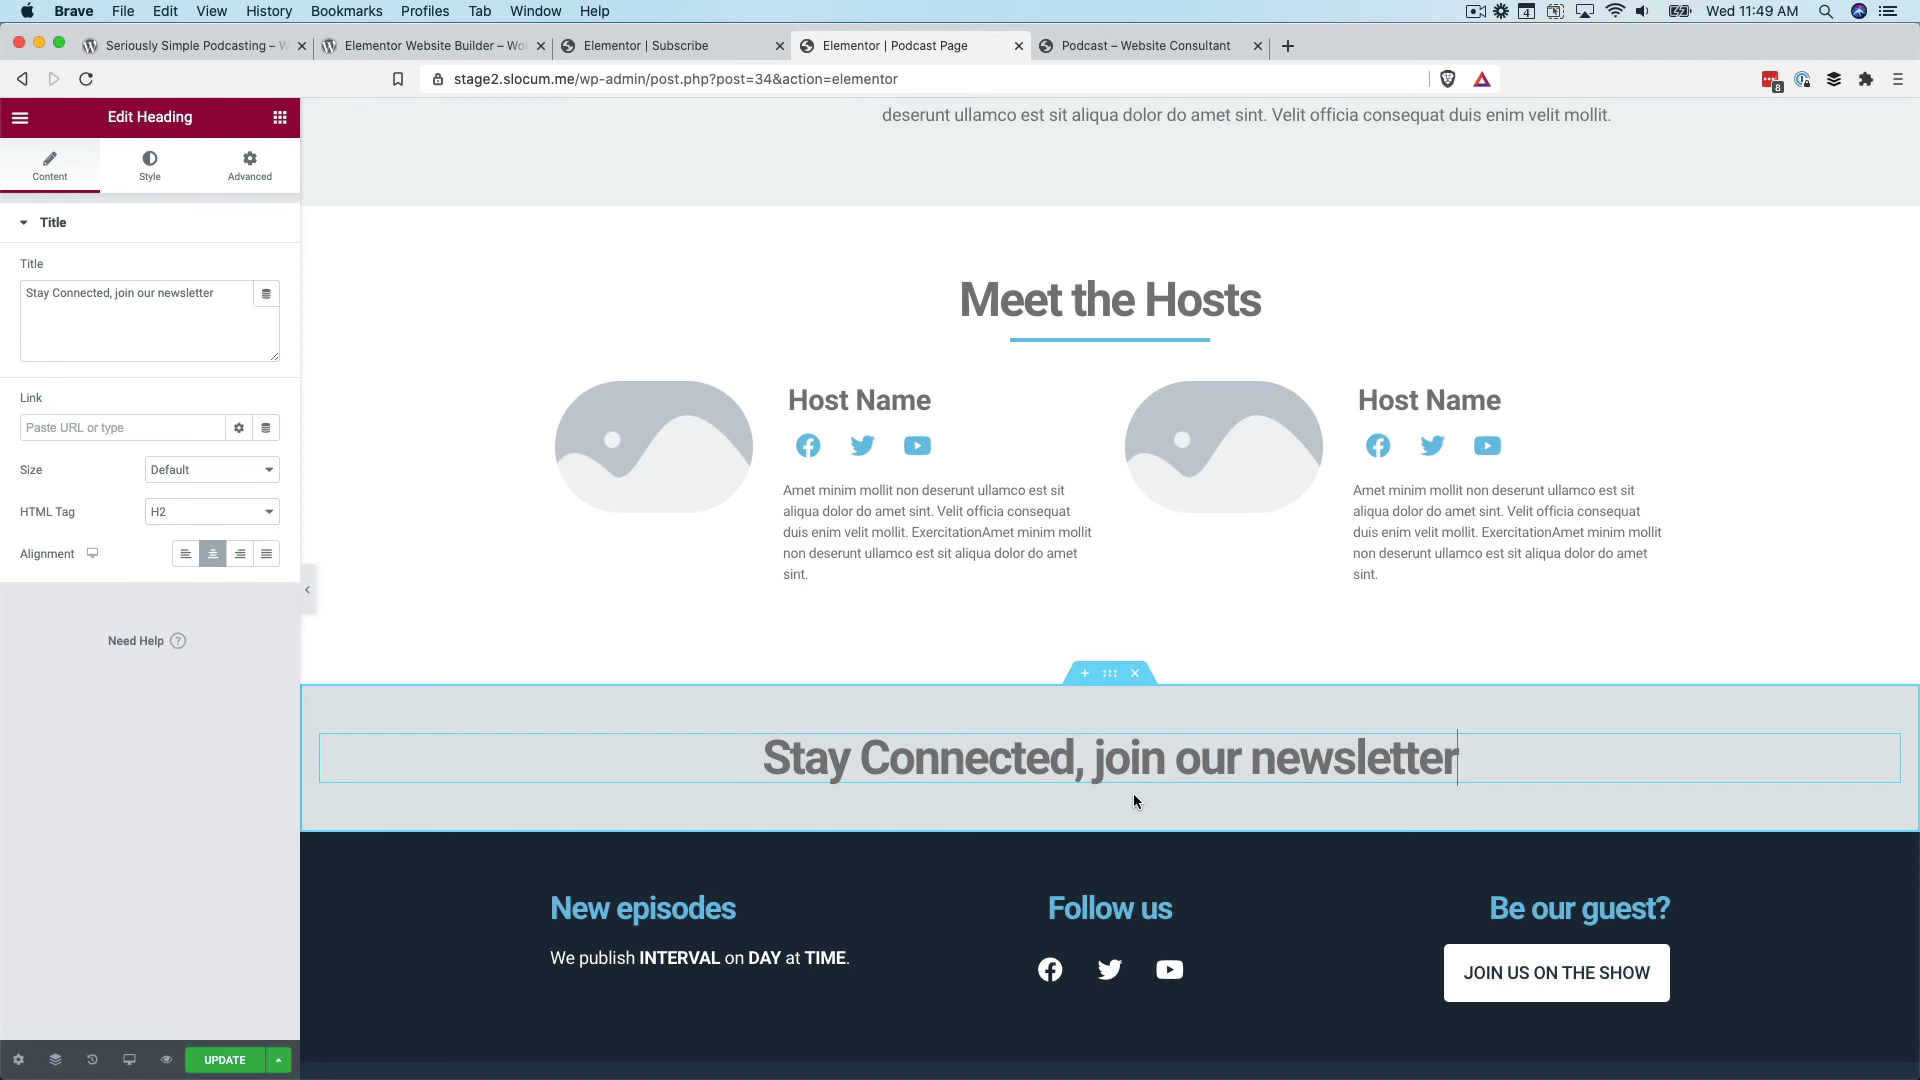 Brave File Edit View History Bookmarks Profiles Tab Window Help
4 Wed 11:49 AM
Seriously Simple Podcasting – W
Elementor Website Builder – Wo
Elementor | Subscribe
Elementor | Podcast Page
Podcast – Website Consultant
stage2.slocum.me/wp-admin/post.php?post=34&action=elementor
8
Edit Heading
Content Style Advanced
Title
Title
Stay Connected, join our newsletter
Link
Paste URL or type
Size Default
HTML Tag H2
Alignment
Need Help ?
UPDATE
deserunt ullamco est sit aliqua dolor do amet sint. Velit officia consequat duis enim velit mollit.
Meet the Hosts
Host Name
Amet minim mollit non deserunt ullamco est sit
aliqua dolor do amet sint. Velit officia consequat
duis enim velit mollit. ExercitationAmet minim mollit
non deserunt ullamco est sit aliqua dolor do amet
sint.
Host Name
Amet minim mollit non deserunt ullamco est sit
aliqua dolor do amet sint. Velit officia consequat
duis enim velit mollit. ExercitationAmet minim mollit
non deserunt ullamco est sit aliqua dolor do amet
sint.
Stay Connected, join our newsletter
New episodes
We publish INTERVAL on DAY at TIME.
Follow us
Be our guest?
JOIN US ON THE SHOW